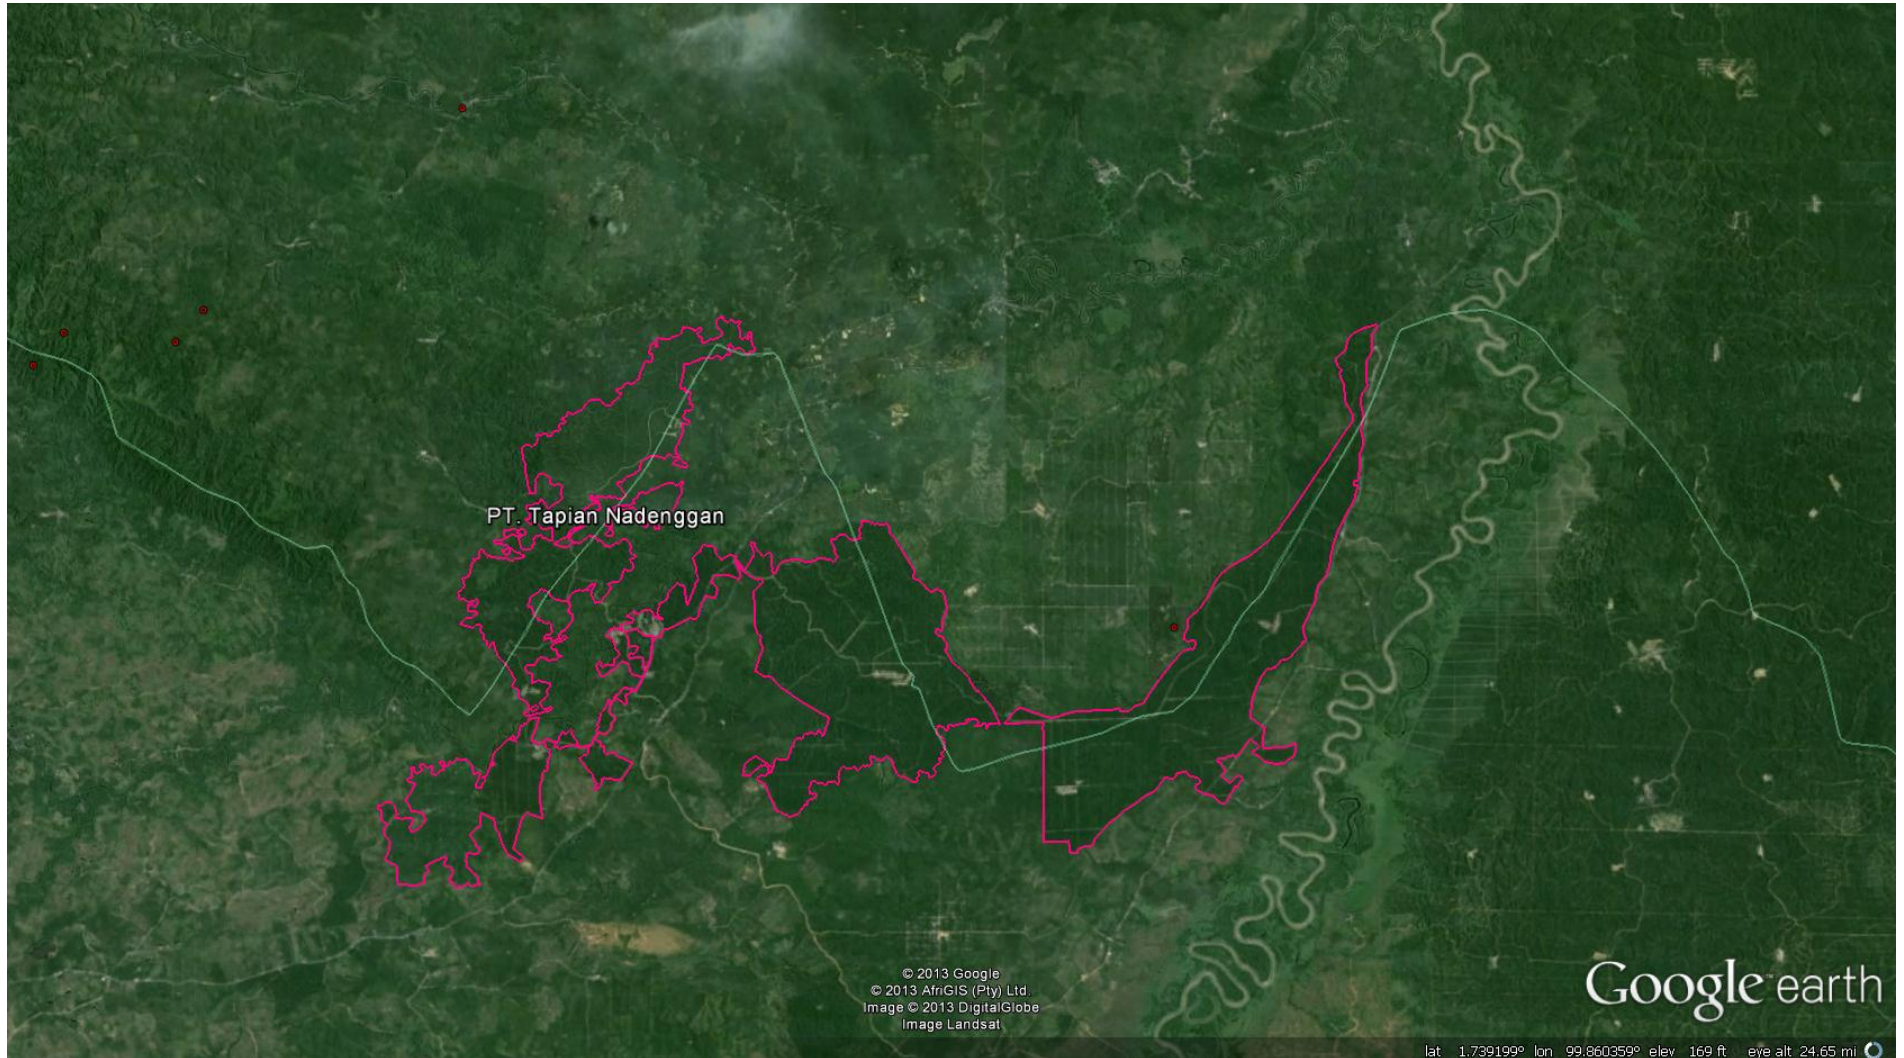 PT. Tapian Nadenggan
© 2013 Google
© 2013 AfriGIS (Pty) Ltd.
Image © 2013 DigitalGlobe
Image Landsat
Google earth
lat 1.739199° lon 99.860359° elev 169 ft eye alt 24.65 mi